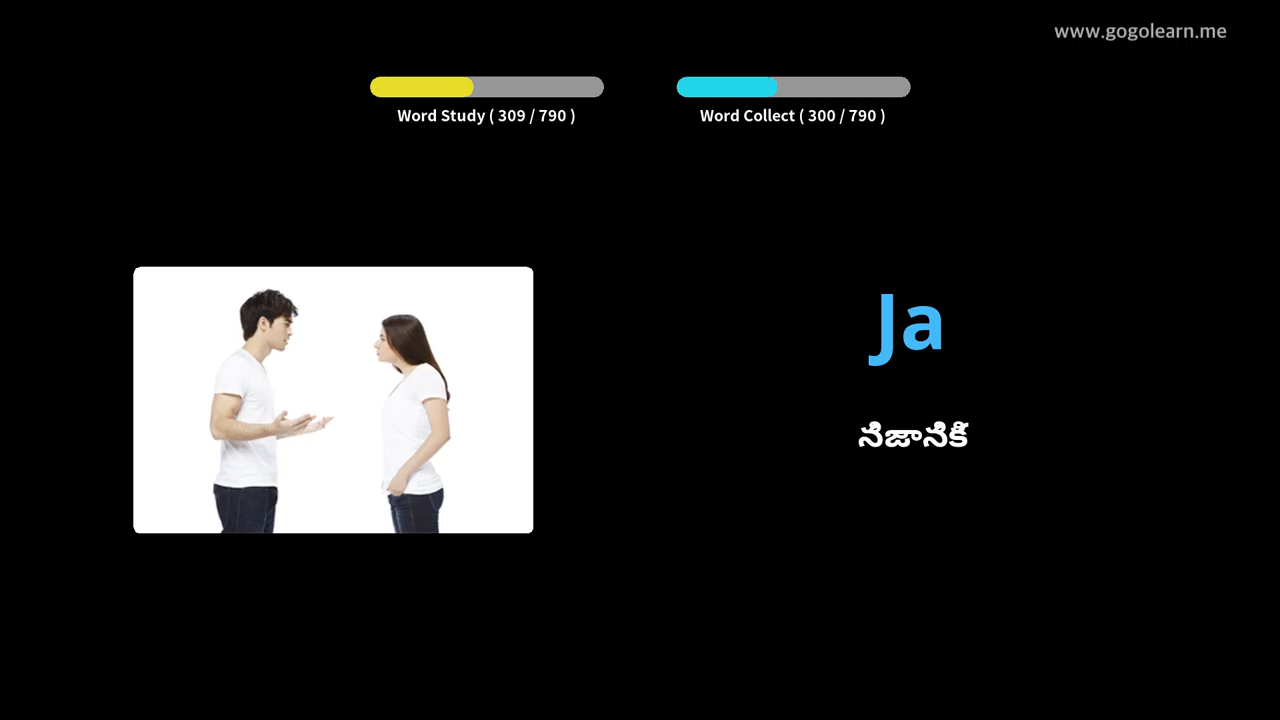 www.gogolearn.me
Word Study ( 309 / 790 )
Word Collect ( 300 / 790 )
Ja
నిజానికి